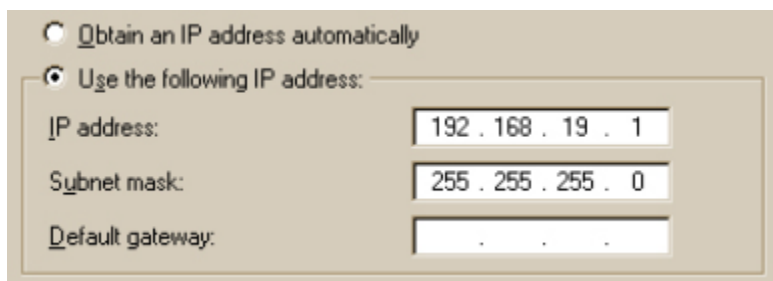 Obtain an IP address automatically
Use the following IP address:
IP address: 192 . 168 . 19 . 1
Subnet mask: 255 . 255 . 255 . 0
Default gateway: . . .